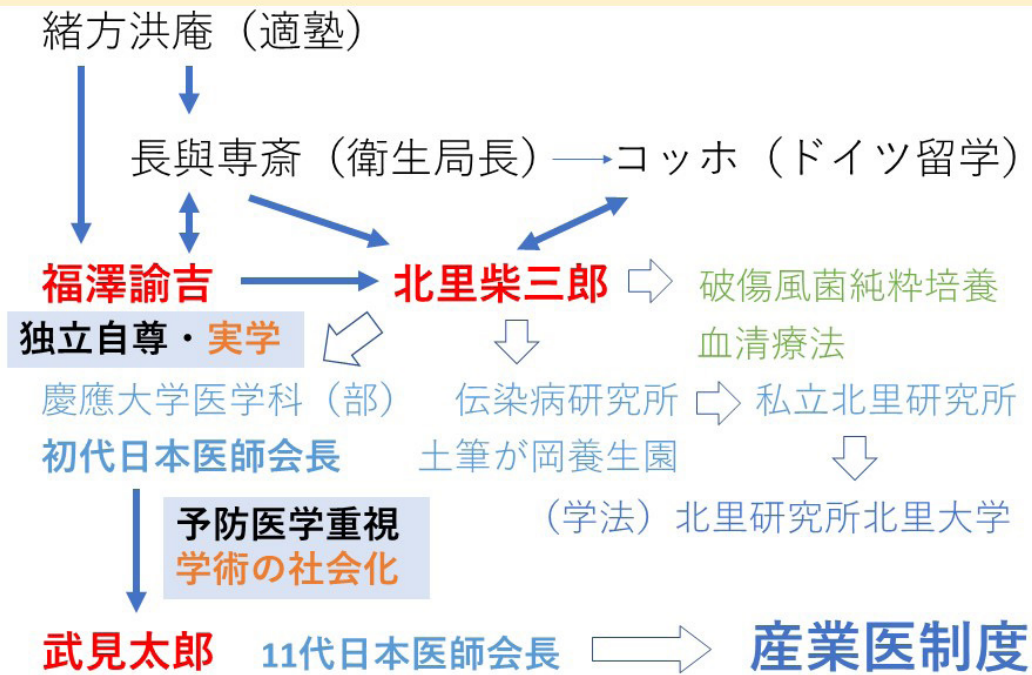 緒方洪庵（適塾）
長與専斎（衛生局長）
コッホ（ドイツ留学）
福澤諭吉
北里柴三郎
破傷風菌純粋培養
血清療法
独立自尊・実学
慶應大学医学科（部）
伝染病研究所
私立北里研究所
初代日本医師会長
土筆が岡養生園
（学法）北里研究所北里大学
予防医学重視
学術の社会化
武見太郎
11代日本医師会長
産業医制度